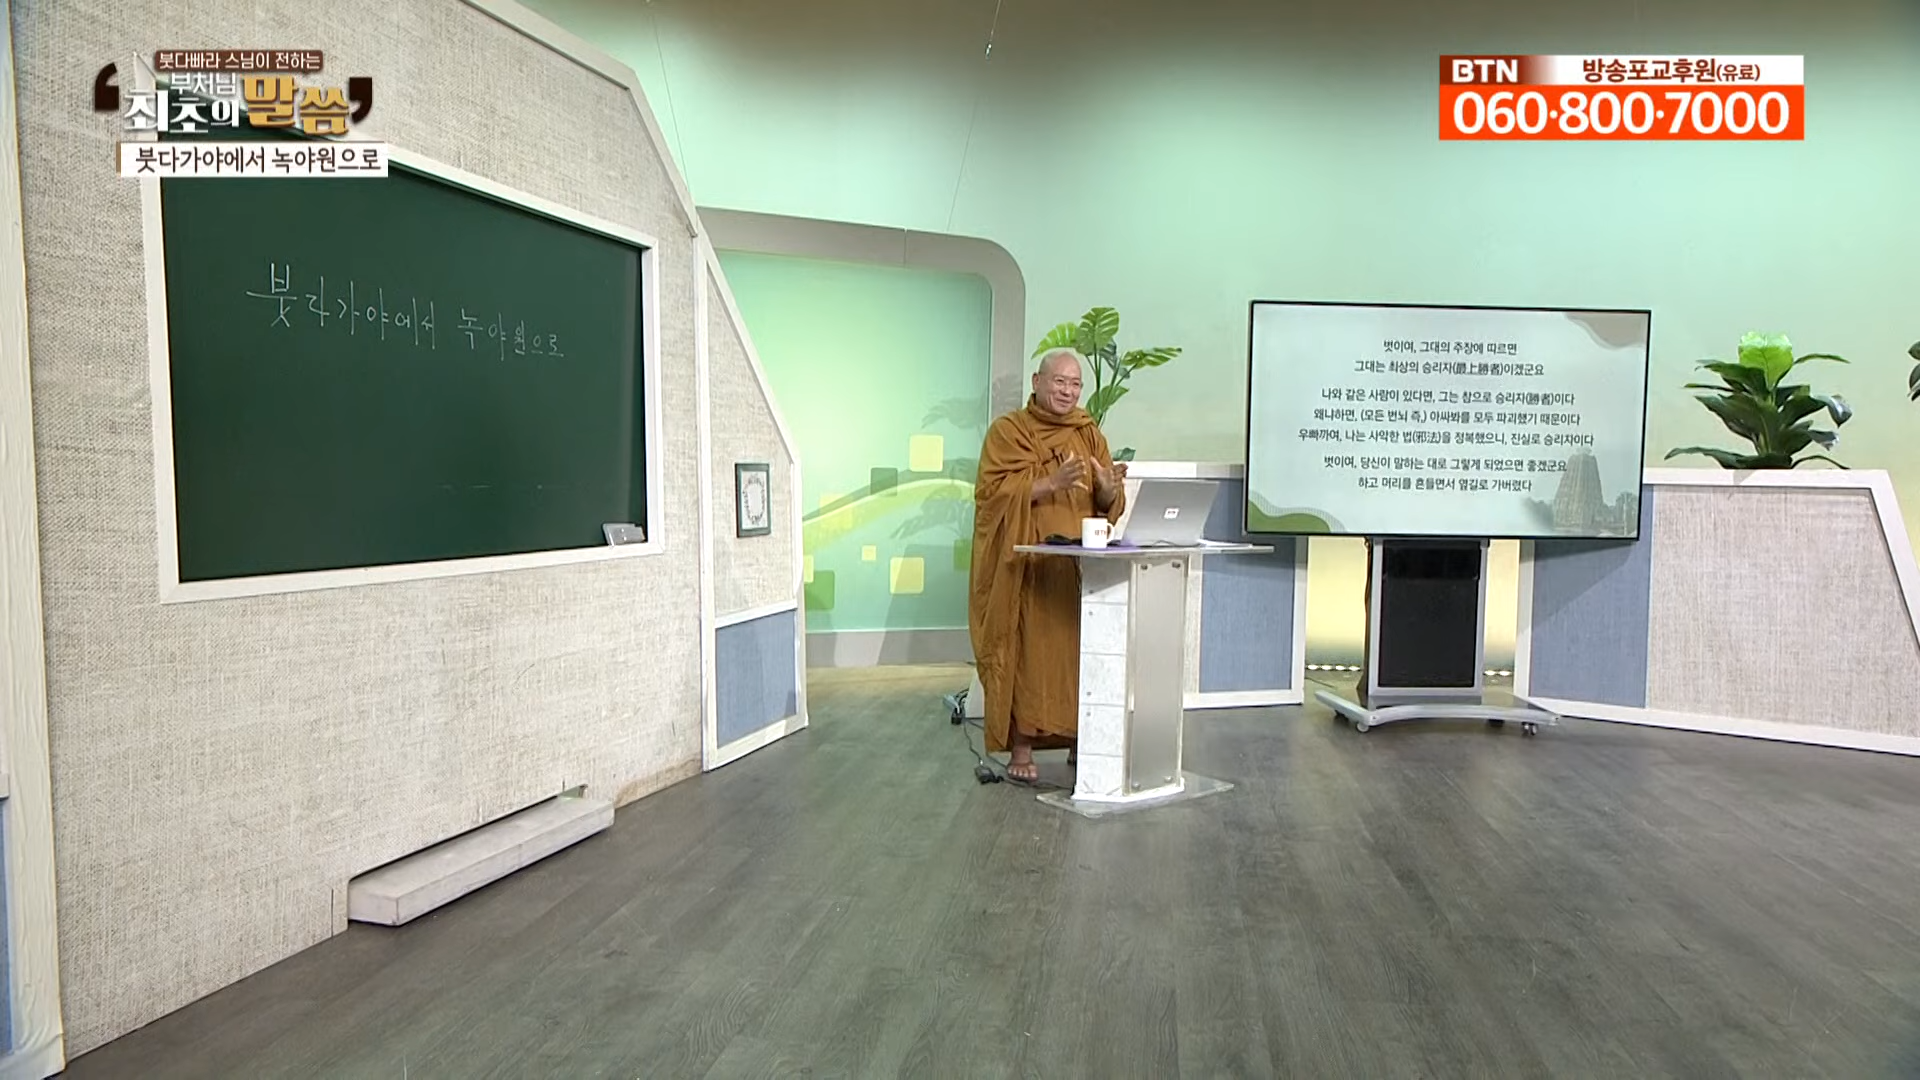 붓다빠라 스님이 전하는
부처님
최초의 말씀
붓다가야에서 녹야원으로
BTN 방송포교후원(유료)
060·800·7000
붓다가야에서 녹야원으로
벗이여, 그대의 주장에 따르면
그대는 최상의 승리자(最上勝者)이겠군요
나와 같은 사람이 있다면, 그는 참으로 승리자(勝者)이다
왜냐하면, (모든 번뇌 즉,) 아싸봐를 모두 파괴했기 때문이다
우빠까여, 나는 사악한 법(邪法)을 정복했으니, 진실로 승리자이다
벗이여, 당신이 말하는 대로 그렇게 되었으면 좋겠군요
하고 머리를 흔들면서 옆길로 가버렸다
BTN